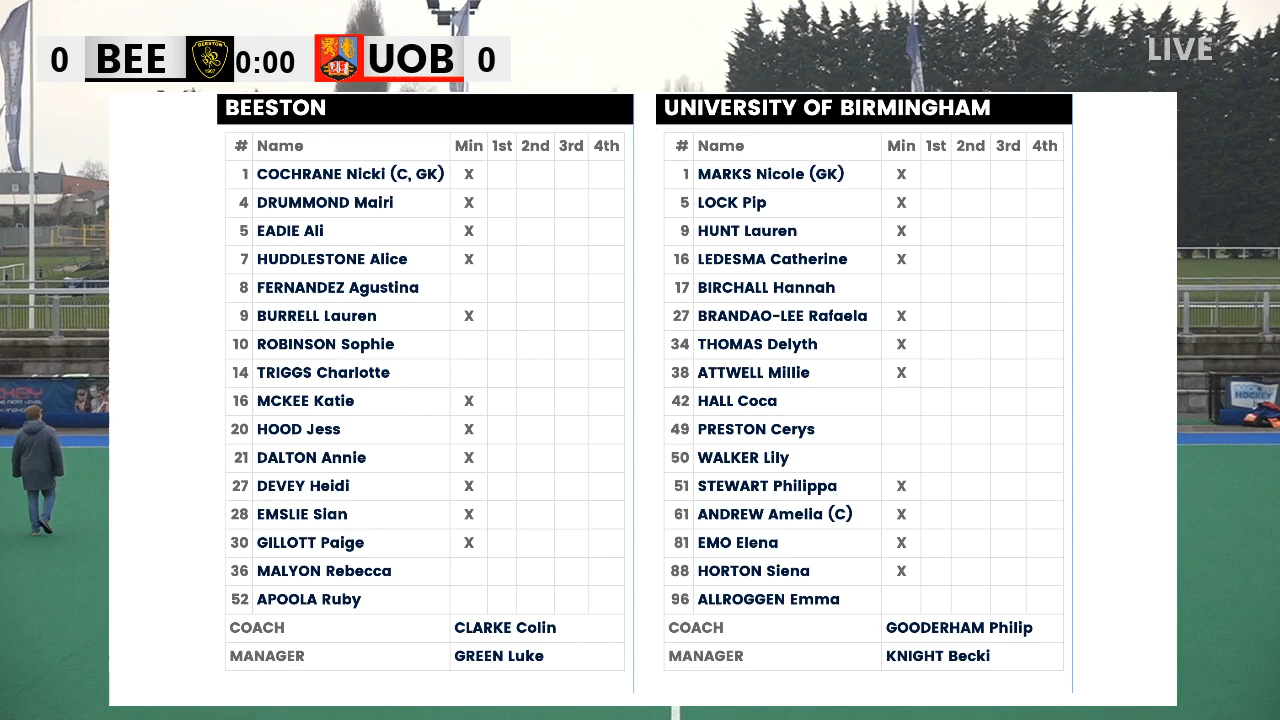 0 BEE 0:00 UOB 0
LIVE
BEESTON
# Name Min 1st 2nd 3rd 4th
1 COCHRANE Nicki (C, GK) X
4 DRUMMOND Mairi X
5 EADIE Ali X
7 HUDDLESTONE Alice X
8 FERNANDEZ Agustina
9 BURRELL Lauren X
10 ROBINSON Sophie
14 TRIGGS Charlotte
16 MCKEE Katie X
20 HOOD Jess X
21 DALTON Annie X
27 DEVEY Heidi X
28 EMSLIE Sian X
30 GILLOTT Paige X
36 MALYON Rebecca
52 APOOLA Ruby
COACH CLARKE Colin
MANAGER GREEN Luke
UNIVERSITY OF BIRMINGHAM
# Name Min 1st 2nd 3rd 4th
1 MARKS Nicole (GK) X
5 LOCK Pip X
9 HUNT Lauren X
16 LEDESMA Catherine X
17 BIRCHALL Hannah
27 BRANDAO-LEE Rafaela X
34 THOMAS Delyth X
38 ATTWELL Millie X
42 HALL Coca
49 PRESTON Cerys
50 WALKER Lily
51 STEWART Philippa X
61 ANDREW Amelia (C) X
81 EMO Elena X
88 HORTON Siena X
96 ALLROGGEN Emma
COACH GOODERHAM Philip
MANAGER KNIGHT Becki
HOCKEY